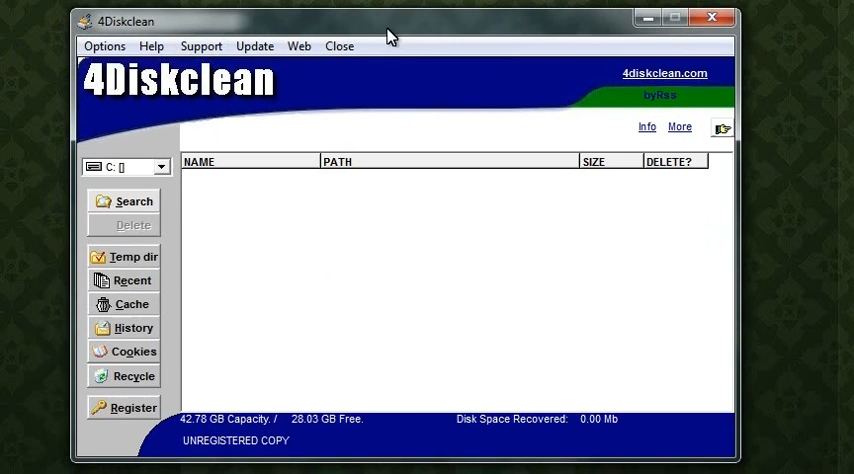 4Diskclean
Options Help Support Update Web Close
4Diskclean
4diskclean.com
byRss
Info More
C: []
NAME PATH SIZE DELETE?
Search
Delete
Temp dir
Recent
Cache
History
Cookies
Recycle
Register
42.78 GB Capacity. / 28.03 GB Free. Disk Space Recovered: 0.00 Mb
UNREGISTERED COPY